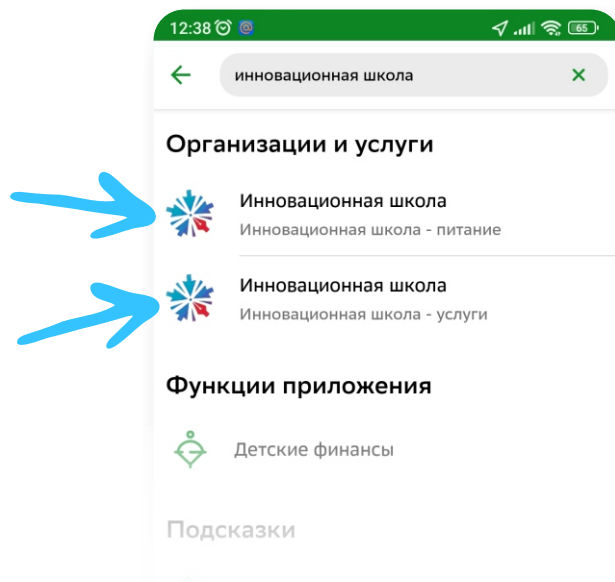 12:38 65
инновационная школа
Организации и услуги
Инновационная школа
Инновационная школа - питание
Инновационная школа
Инновационная школа - услуги
Функции приложения
Детские финансы
Подсказки